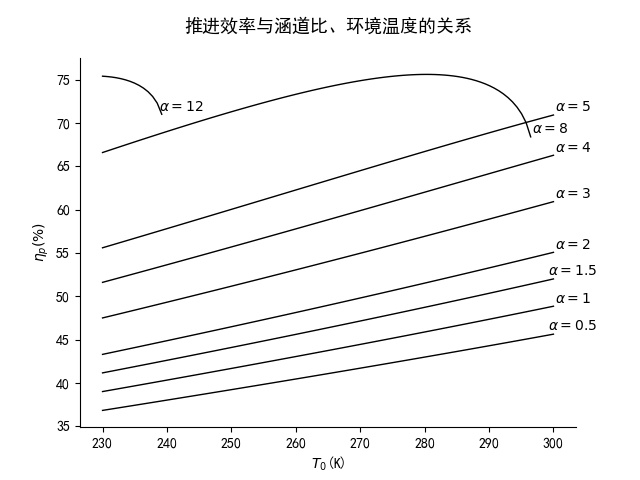 推进效率与涵道比、环境温度的关系
75
70
65
60
55
50
45
40
35
η_p(%)
α = 12
α = 5
α = 8
α = 4
α = 3
α = 2
α = 1.5
α = 1
α = 0.5
230 240 250 260 270 280 290 300
T_0(K)